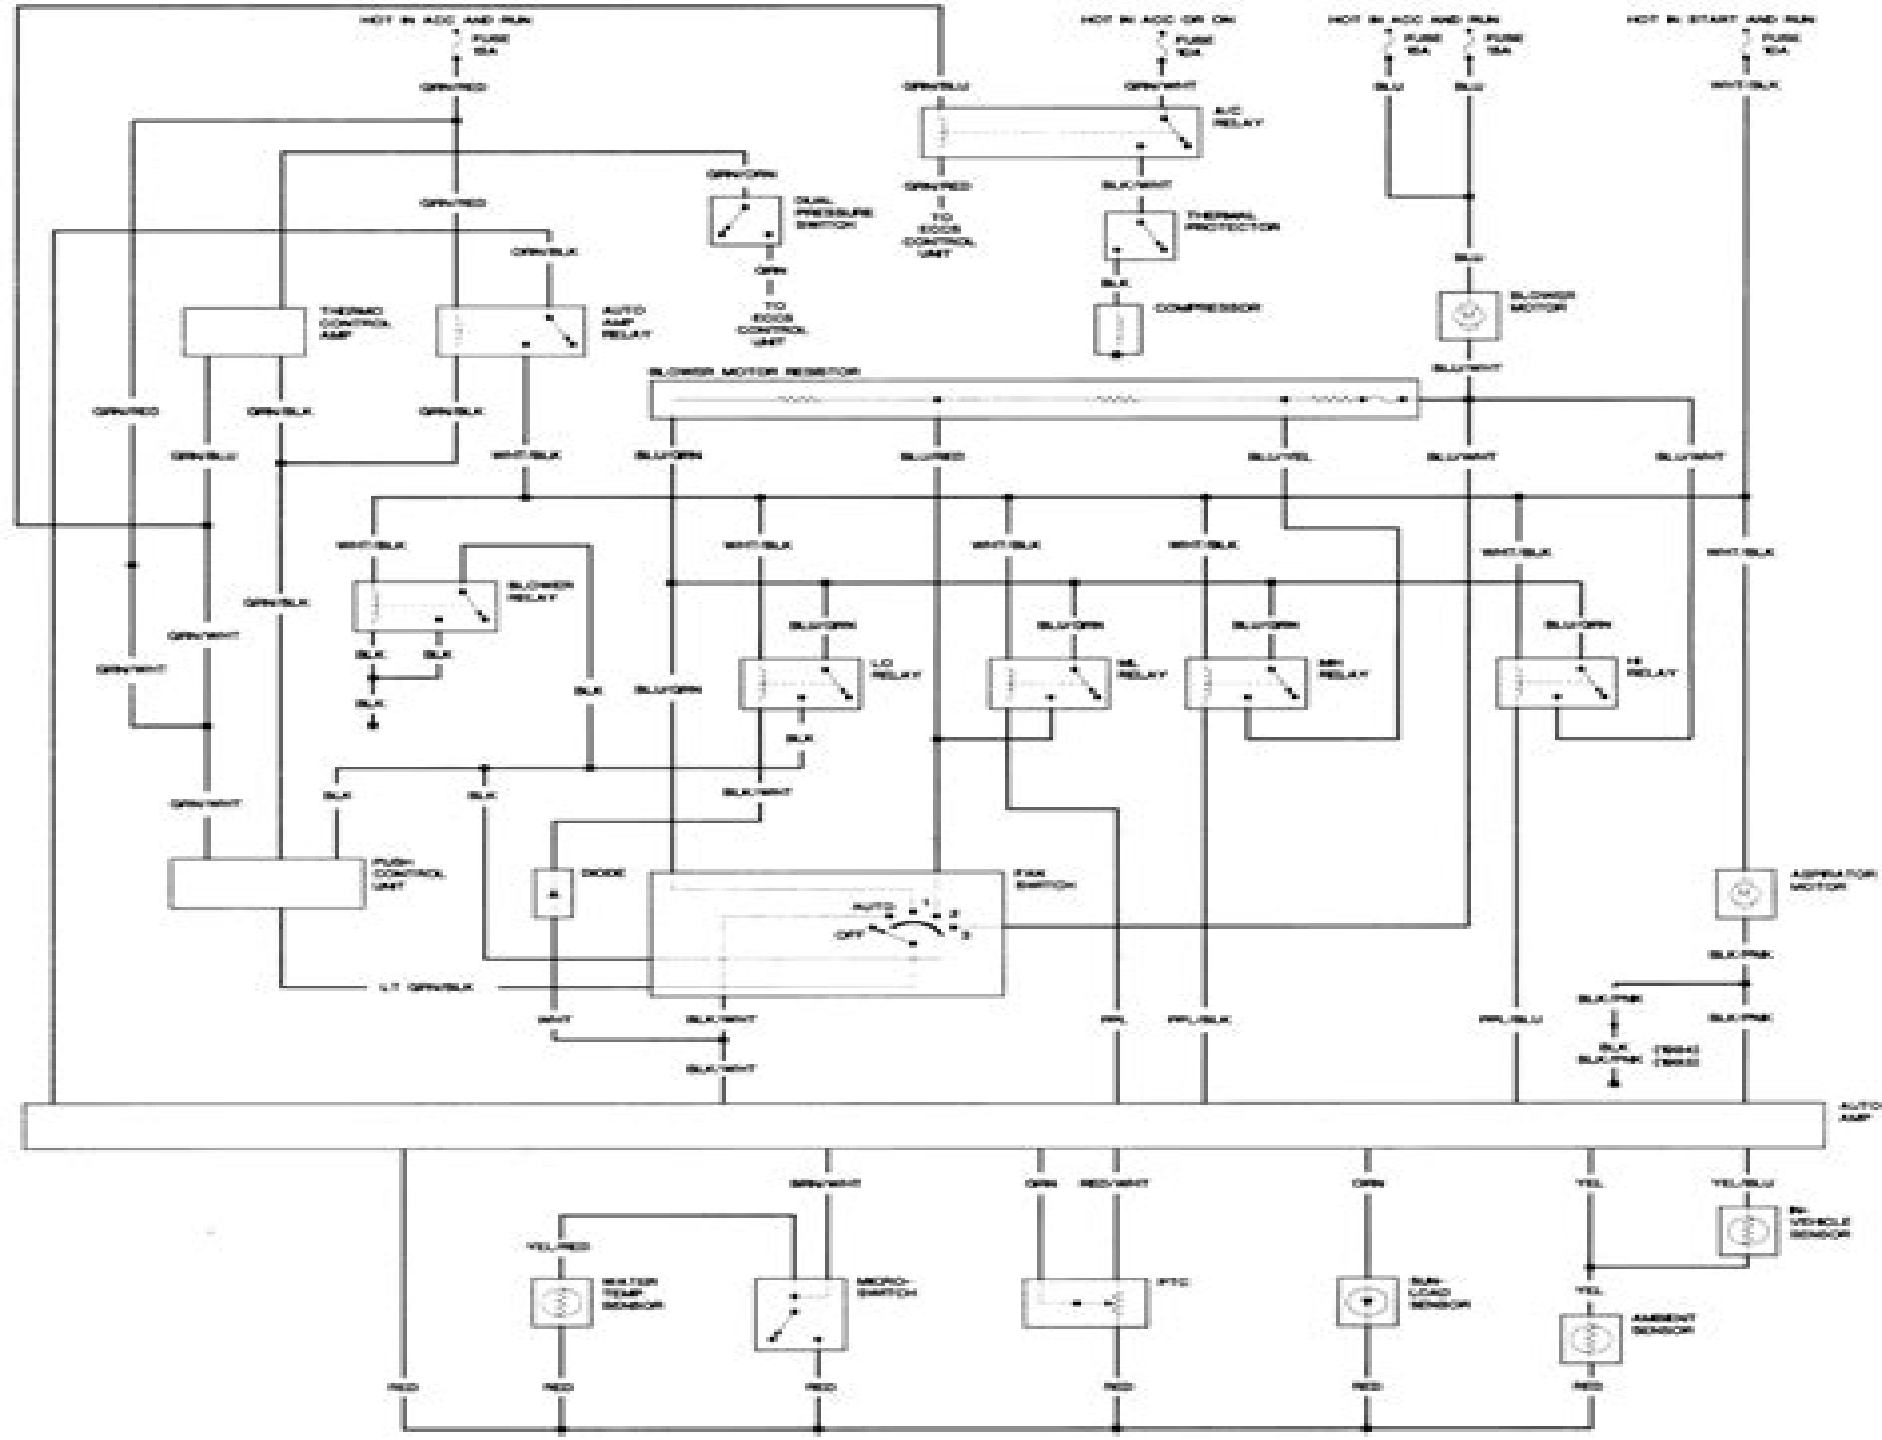 HOT IN ACC AND RUN
HOT IN ACC OR ON
HOT IN ACC AND RUN
HOT IN START AND RUN
FUSE
15A
FUSE
10A
FUSE
15A
FUSE
15A
FUSE
10A
GRN/RED
GRN/BLU
GRN/WHT
BLU
BLU
WHT/BLK
A/C
RELAY
GRN/ORN
GRN/RED
BLK/WHT
GRN/RED
DUAL
PRESSURE
SWITCH
TO
ECCS
CONTROL
UNIT
THERMAL
PROTECTOR
GRN/BLK
BLU
BLK
TO
ECCS
CONTROL
UNIT
COMPRESSOR
BLOWER
MOTOR
THERMO
CONTROL
AMP
AUTO
AMP
RELAY
BLU/WHT
BLOWER MOTOR RESISTOR
GRN/RED
GRN/BLK
GRN/BLK
GRN/BLU
WHT/BLK
BLU/ORN
BLU/RED
BLU/YEL
BLU/WHT
BLU/WHT
WHT/BLK
WHT/BLK
WHT/BLK
WHT/BLK
WHT/BLK
WHT/BLK
GRN/BLK
BLOWER
RELAY
GRN/WHT
BLU/ORN
BLU/ORN
BLU/ORN
BLU/ORN
BLK
BLK
GRN/WHT
LO
RELAY
ML
RELAY
MH
RELAY
HI
RELAY
BLK
BLU/ORN
BLK
BLK
GRN/WHT
BLK
BLK
BLK/WHT
PUSH
CONTROL
UNIT
DIODE
FAN
SWITCH
ASPIRATOR
MOTOR
AUTO
1
2
3
OFF
LT GRN/BLK
BLK/PNK
WHT
BLK/WHT
PPL
PPL/BLK
PPL/BLU
BLK/PNK
BLK/PNK
BLK/WHT
BLK
BLK/PNK
AUTO
AMP
BRN/WHT
RED/WHT
ORN
YEL
YEL/BLU
IN-
VEHICLE
SENSOR
YEL/RED
WATER
TEMP
SENSOR
MICRO-
SWITCH
PTC
SUN-
LOAD
SENSOR
YEL
AMBIENT
SENSOR
RED
RED
RED
RED
RED
RED